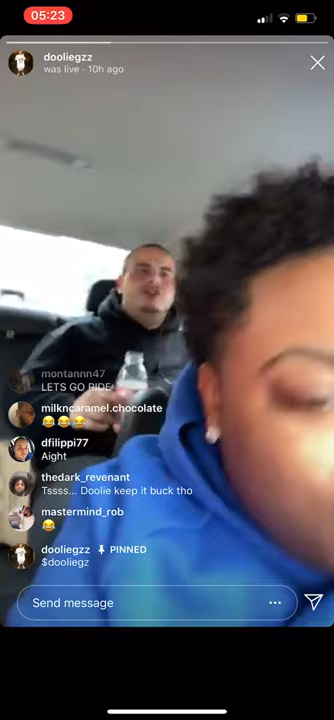 05:23
dooliegzz
was live · 10h ago
montannn47
LETS GO RIDE
milkncaramel.chocolate
😂😂😂
dfilippi77
Aight
thedark_revenant
Tssss... Doolie keep it buck tho
mastermind_rob
😂
dooliegzz PINNED
$dooliegz
Send message